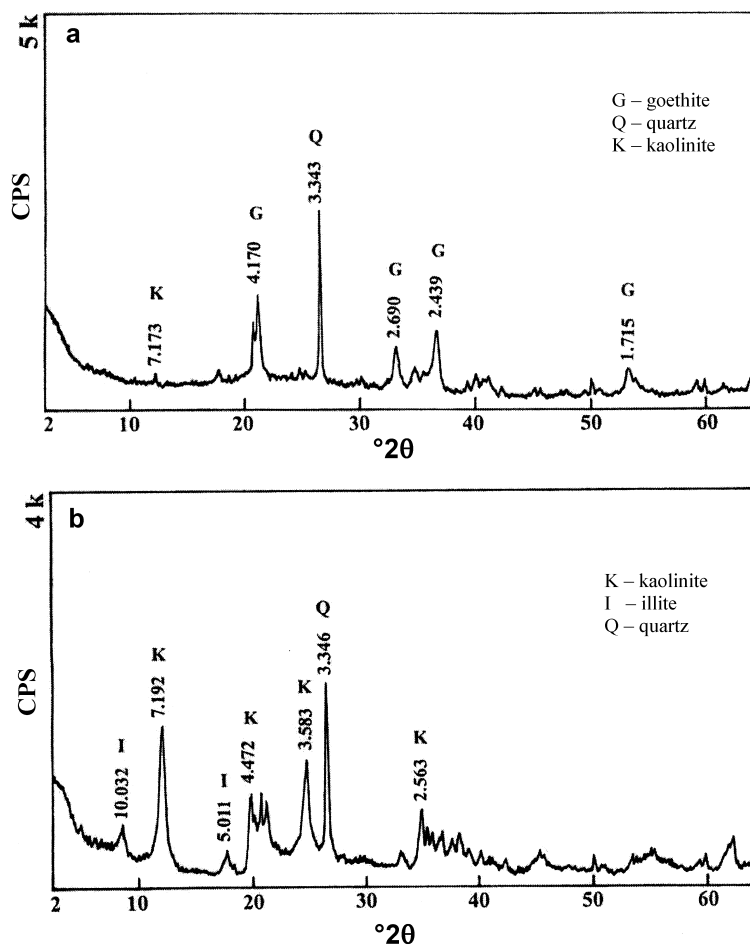 5 k
a
G – goethite
Q – quartz
K – kaolinite
CPS
K
7.173
G
4.170
Q
3.343
G
2.690
G
2.439
G
1.715
2 10 20 30 40 50 60
°2θ
4 k
b
K – kaolinite
I – illite
Q – quartz
CPS
I
10.032
K
7.192
I
5.011
K
4.472
K
3.583
Q
3.346
K
2.563
2 10 20 30 40 50 60
°2θ